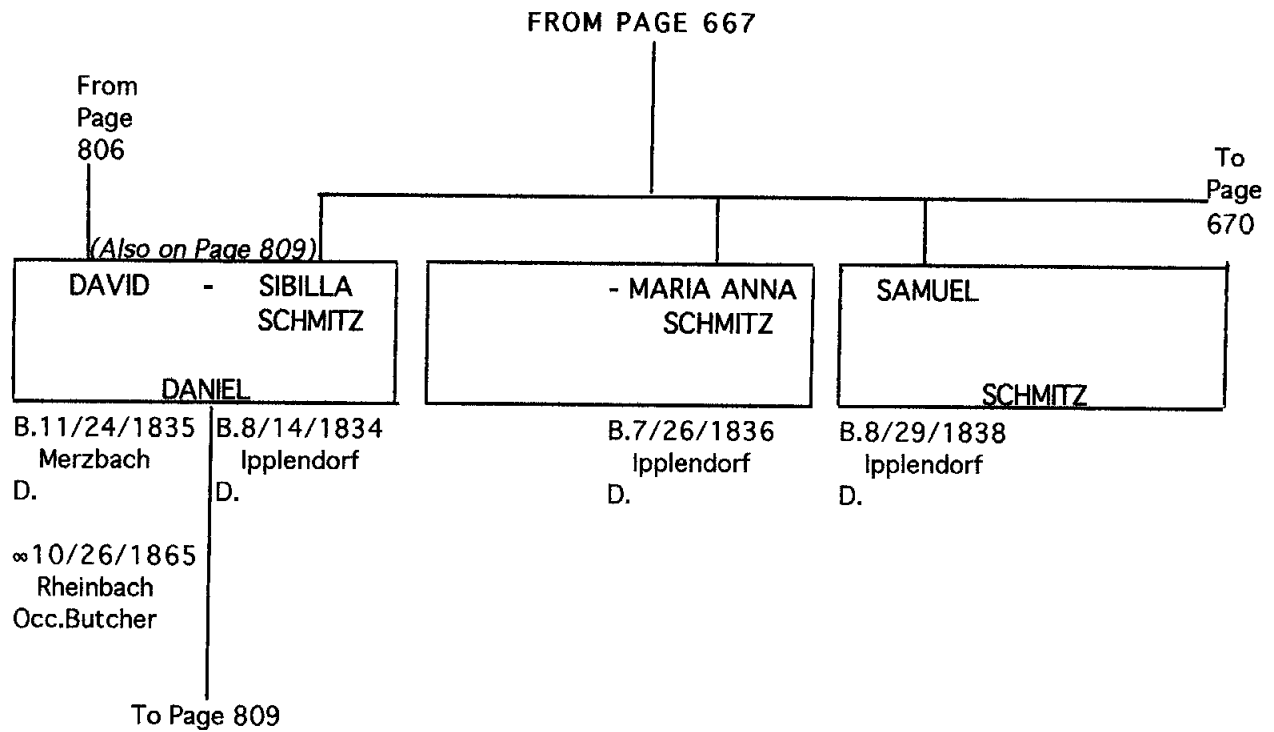 FROM PAGE 667
From
Page
806
To
Page
670
(Also on Page 809)
DAVID - SIBILLA
SCHMITZ
DANIEL
- MARIA ANNA
SCHMITZ
SAMUEL
SCHMITZ
B.11/24/1835
Merzbach
D.
B.8/14/1834
Ipplendorf
D.
B.7/26/1836
Ipplendorf
D.
B.8/29/1838
Ipplendorf
D.
∞10/26/1865
Rheinbach
Occ.Butcher
To Page 809